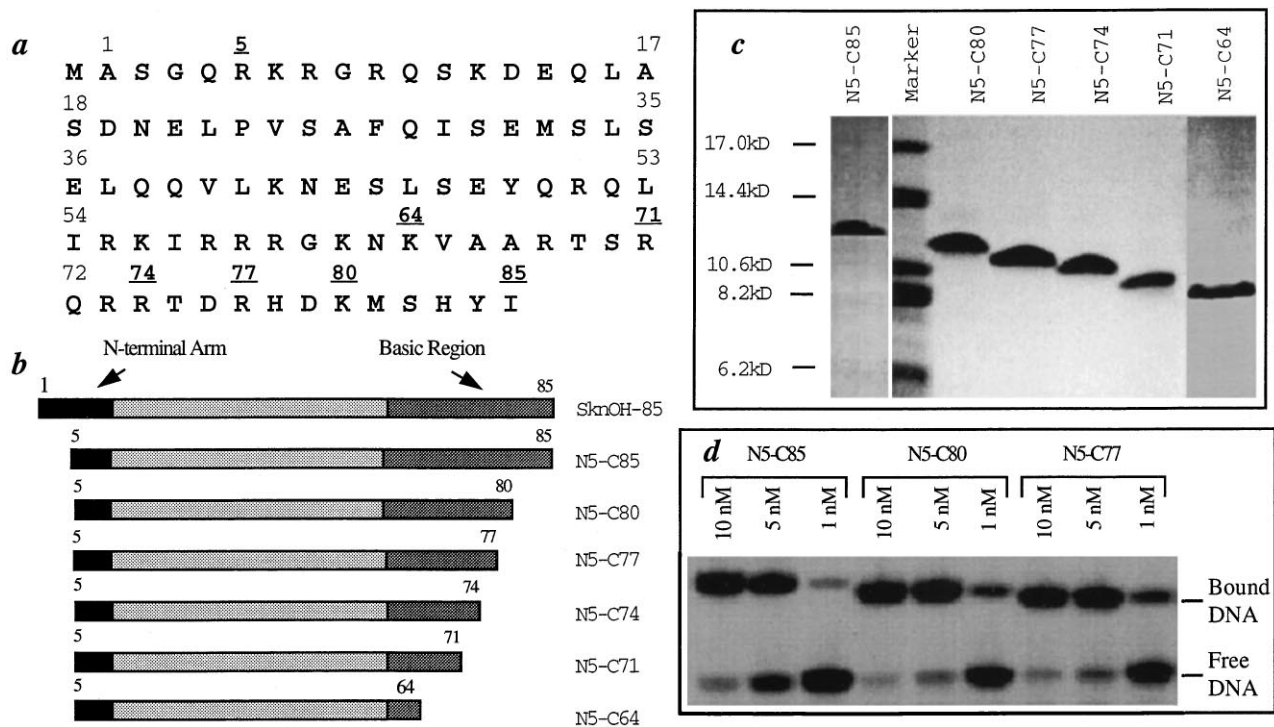 a
1 5 17
M A S G Q R K R G R Q S K D E Q L A
18 35
S D N E L P V S A F Q I S E M S L S
36 53
E L Q Q V L K N E S L S E Y Q R Q L
54 64 71
I R K I R R R G K N K V A A R T S R
72 74 77 80 85
Q R R T D R H D K M S H Y I
b
N-terminal Arm Basic Region
1 85
SknOH-85
5 85
N5-C85
5 80
N5-C80
5 77
N5-C77
5 74
N5-C74
5 71
N5-C71
5 64
N5-C64
c
N5-C85 Marker N5-C80 N5-C77 N5-C74 N5-C71 N5-C64
17.0kD
14.4kD
10.6kD
8.2kD
6.2kD
d
N5-C85 N5-C80 N5-C77
10 nM 5 nM 1 nM 10 nM 5 nM 1 nM 10 nM 5 nM 1 nM
Bound
DNA
Free
DNA